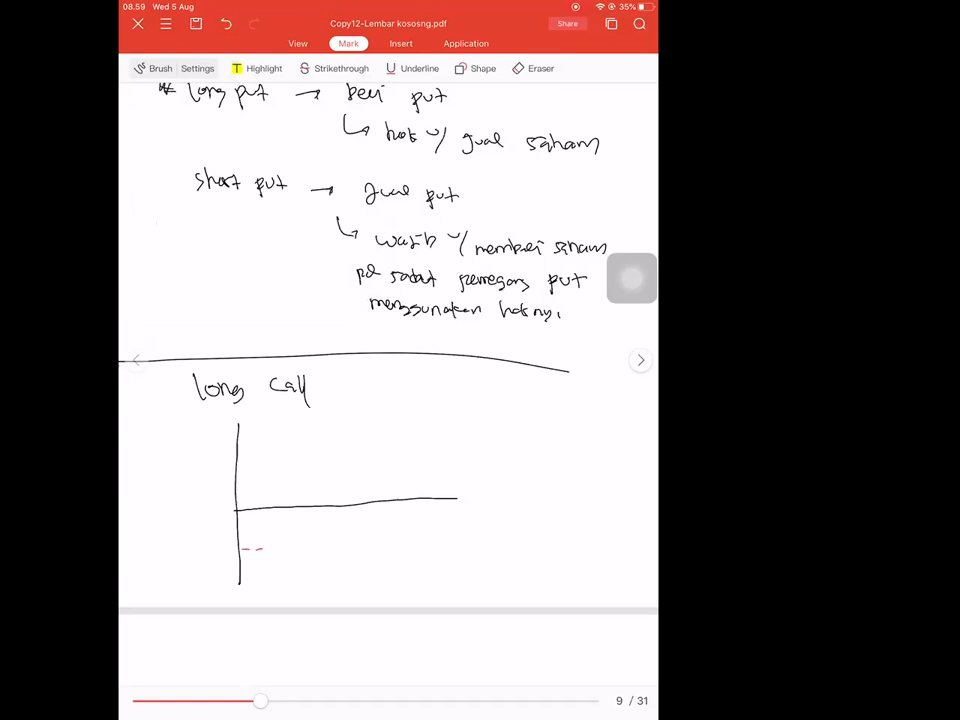 08.59 Wed 5 Aug 35%
Copy12-Lembar kososng.pdf
Share
View Mark Insert Application
Brush Settings Highlight Strikethrough Underline Shape Eraser
* long put → beli put
↳ hak u/ jual saham
short put → jual put
↳ wajib u/ membeli saham
pd saat pemegang put
menggunakan haknya
long call
9 / 31